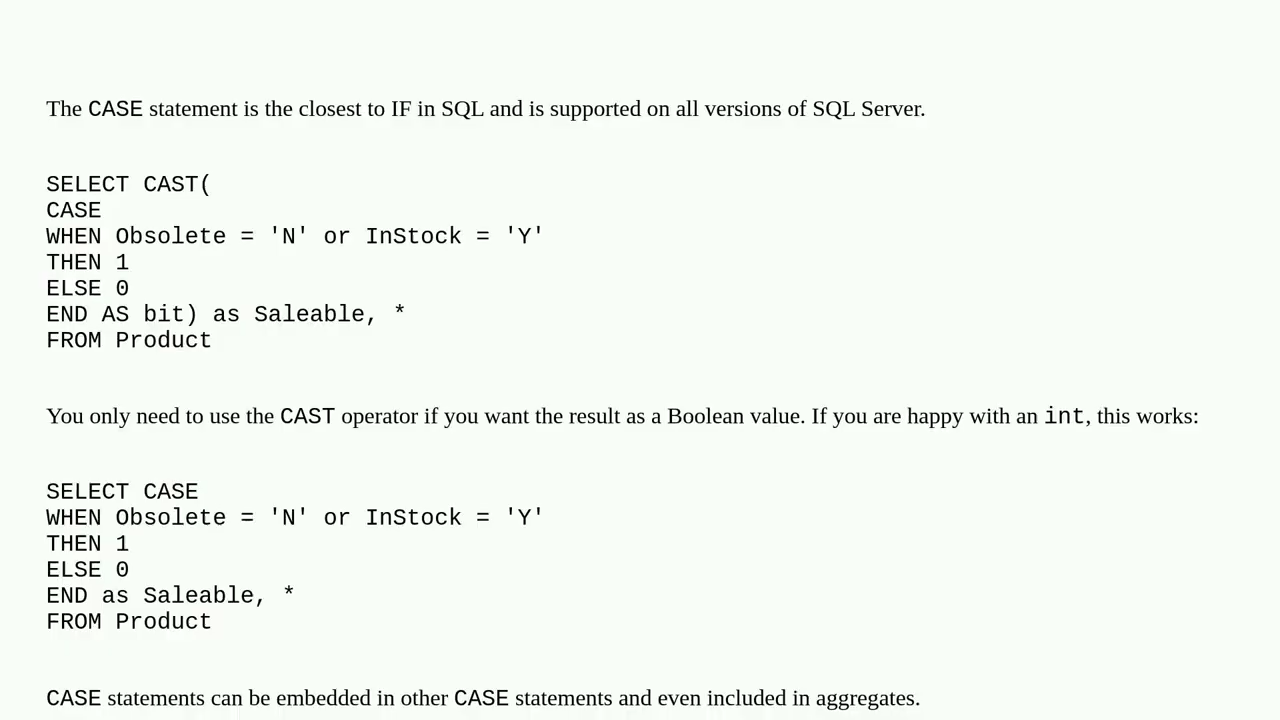 The CASE statement is the closest to IF in SQL and is supported on all versions of SQL Server.
SELECT CAST(
CASE
WHEN Obsolete = 'N' or InStock = 'Y'
THEN 1
ELSE 0
END AS bit) as Saleable, *
FROM Product
You only need to use the CAST operator if you want the result as a Boolean value. If you are happy with an int, this works:
SELECT CASE
WHEN Obsolete = 'N' or InStock = 'Y'
THEN 1
ELSE 0
END as Saleable, *
FROM Product
CASE statements can be embedded in other CASE statements and even included in aggregates.